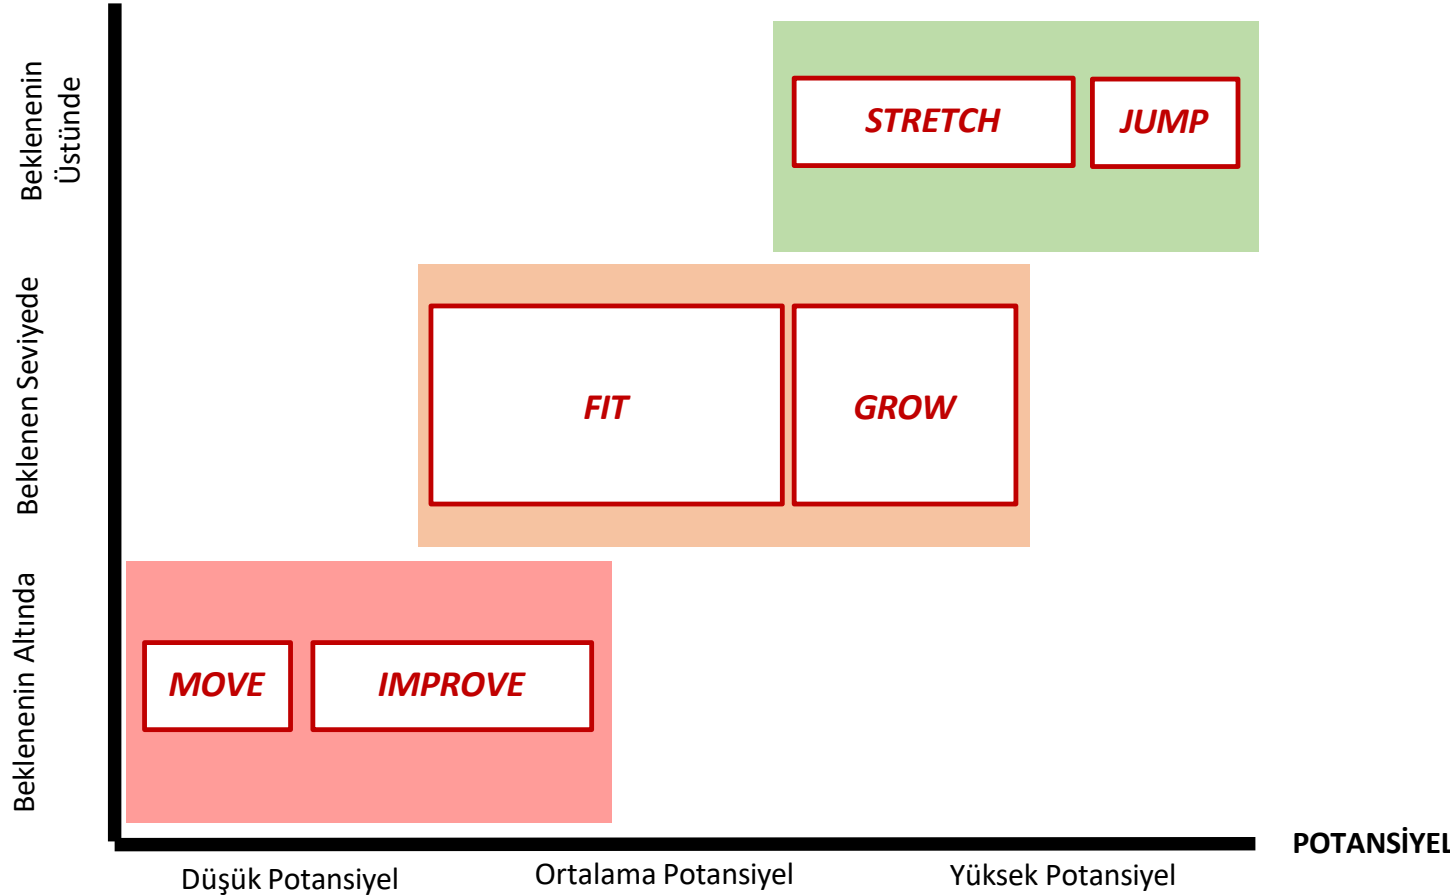 Beklenenin
Üstünde
STRETCH
JUMP
Beklenen Seviyede
FIT
GROW
Beklenenin Altında
MOVE
IMPROVE
POTANSİYEL
Düşük Potansiyel
Ortalama Potansiyel
Yüksek Potansiyel